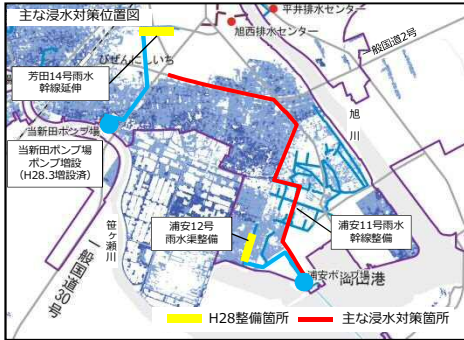 主な浸水対策位置図
平井排水センター
旭西排水センター
一般国道2号
びぜんにしいち
芳田14号雨水
幹線延伸
旭川
当新田ポンプ場
当新田ポンプ場
ポンプ増設
(H28.3増設済)
笹ヶ瀬川
浦安12号
雨水渠整備
浦安11号雨水
幹線整備
一般国道30号
浦安ポンプ場
岡山港
H28整備箇所
主な浸水対策箇所